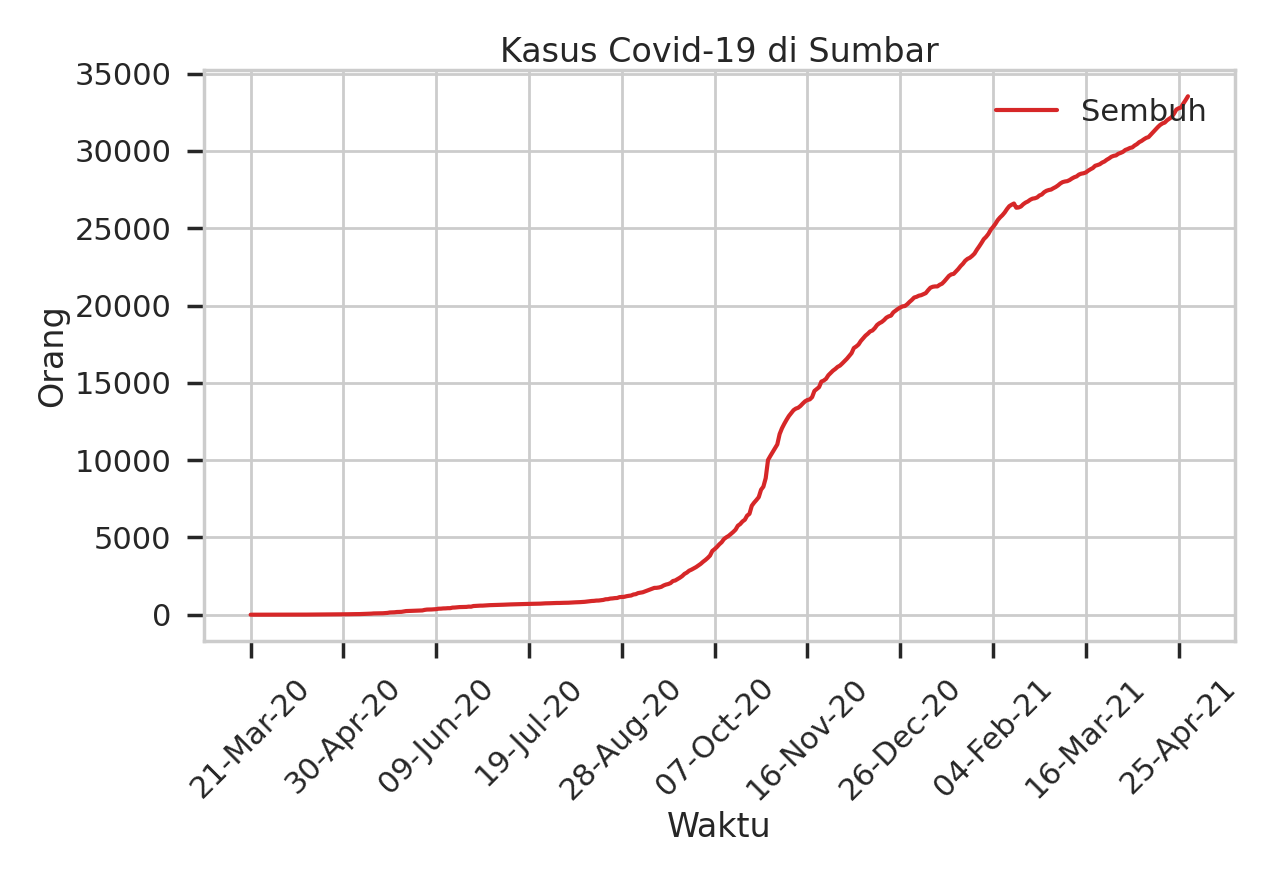 Kasus Covid-19 di Sumbar
Sembuh
Orang
35000
30000
25000
20000
15000
10000
5000
0
21-Mar-20
30-Apr-20
09-Jun-20
19-Jul-20
28-Aug-20
07-Oct-20
16-Nov-20
26-Dec-20
04-Feb-21
16-Mar-21
25-Apr-21
Waktu